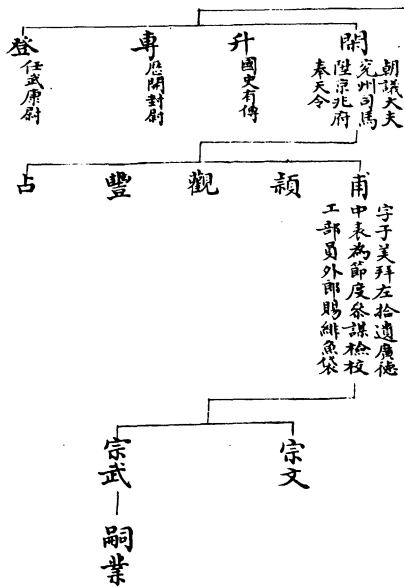 閑
朝議大夫
兗州司馬
陞京兆府
奉天令
升
國史有傳
專
歷開封尉
登
任武康尉
甫
字子美拜左拾遺廣德
中表為節度叅謀檢校
工部員外郎賜緋魚袋
穎
觀
豐
占
宗文
宗武
嗣業